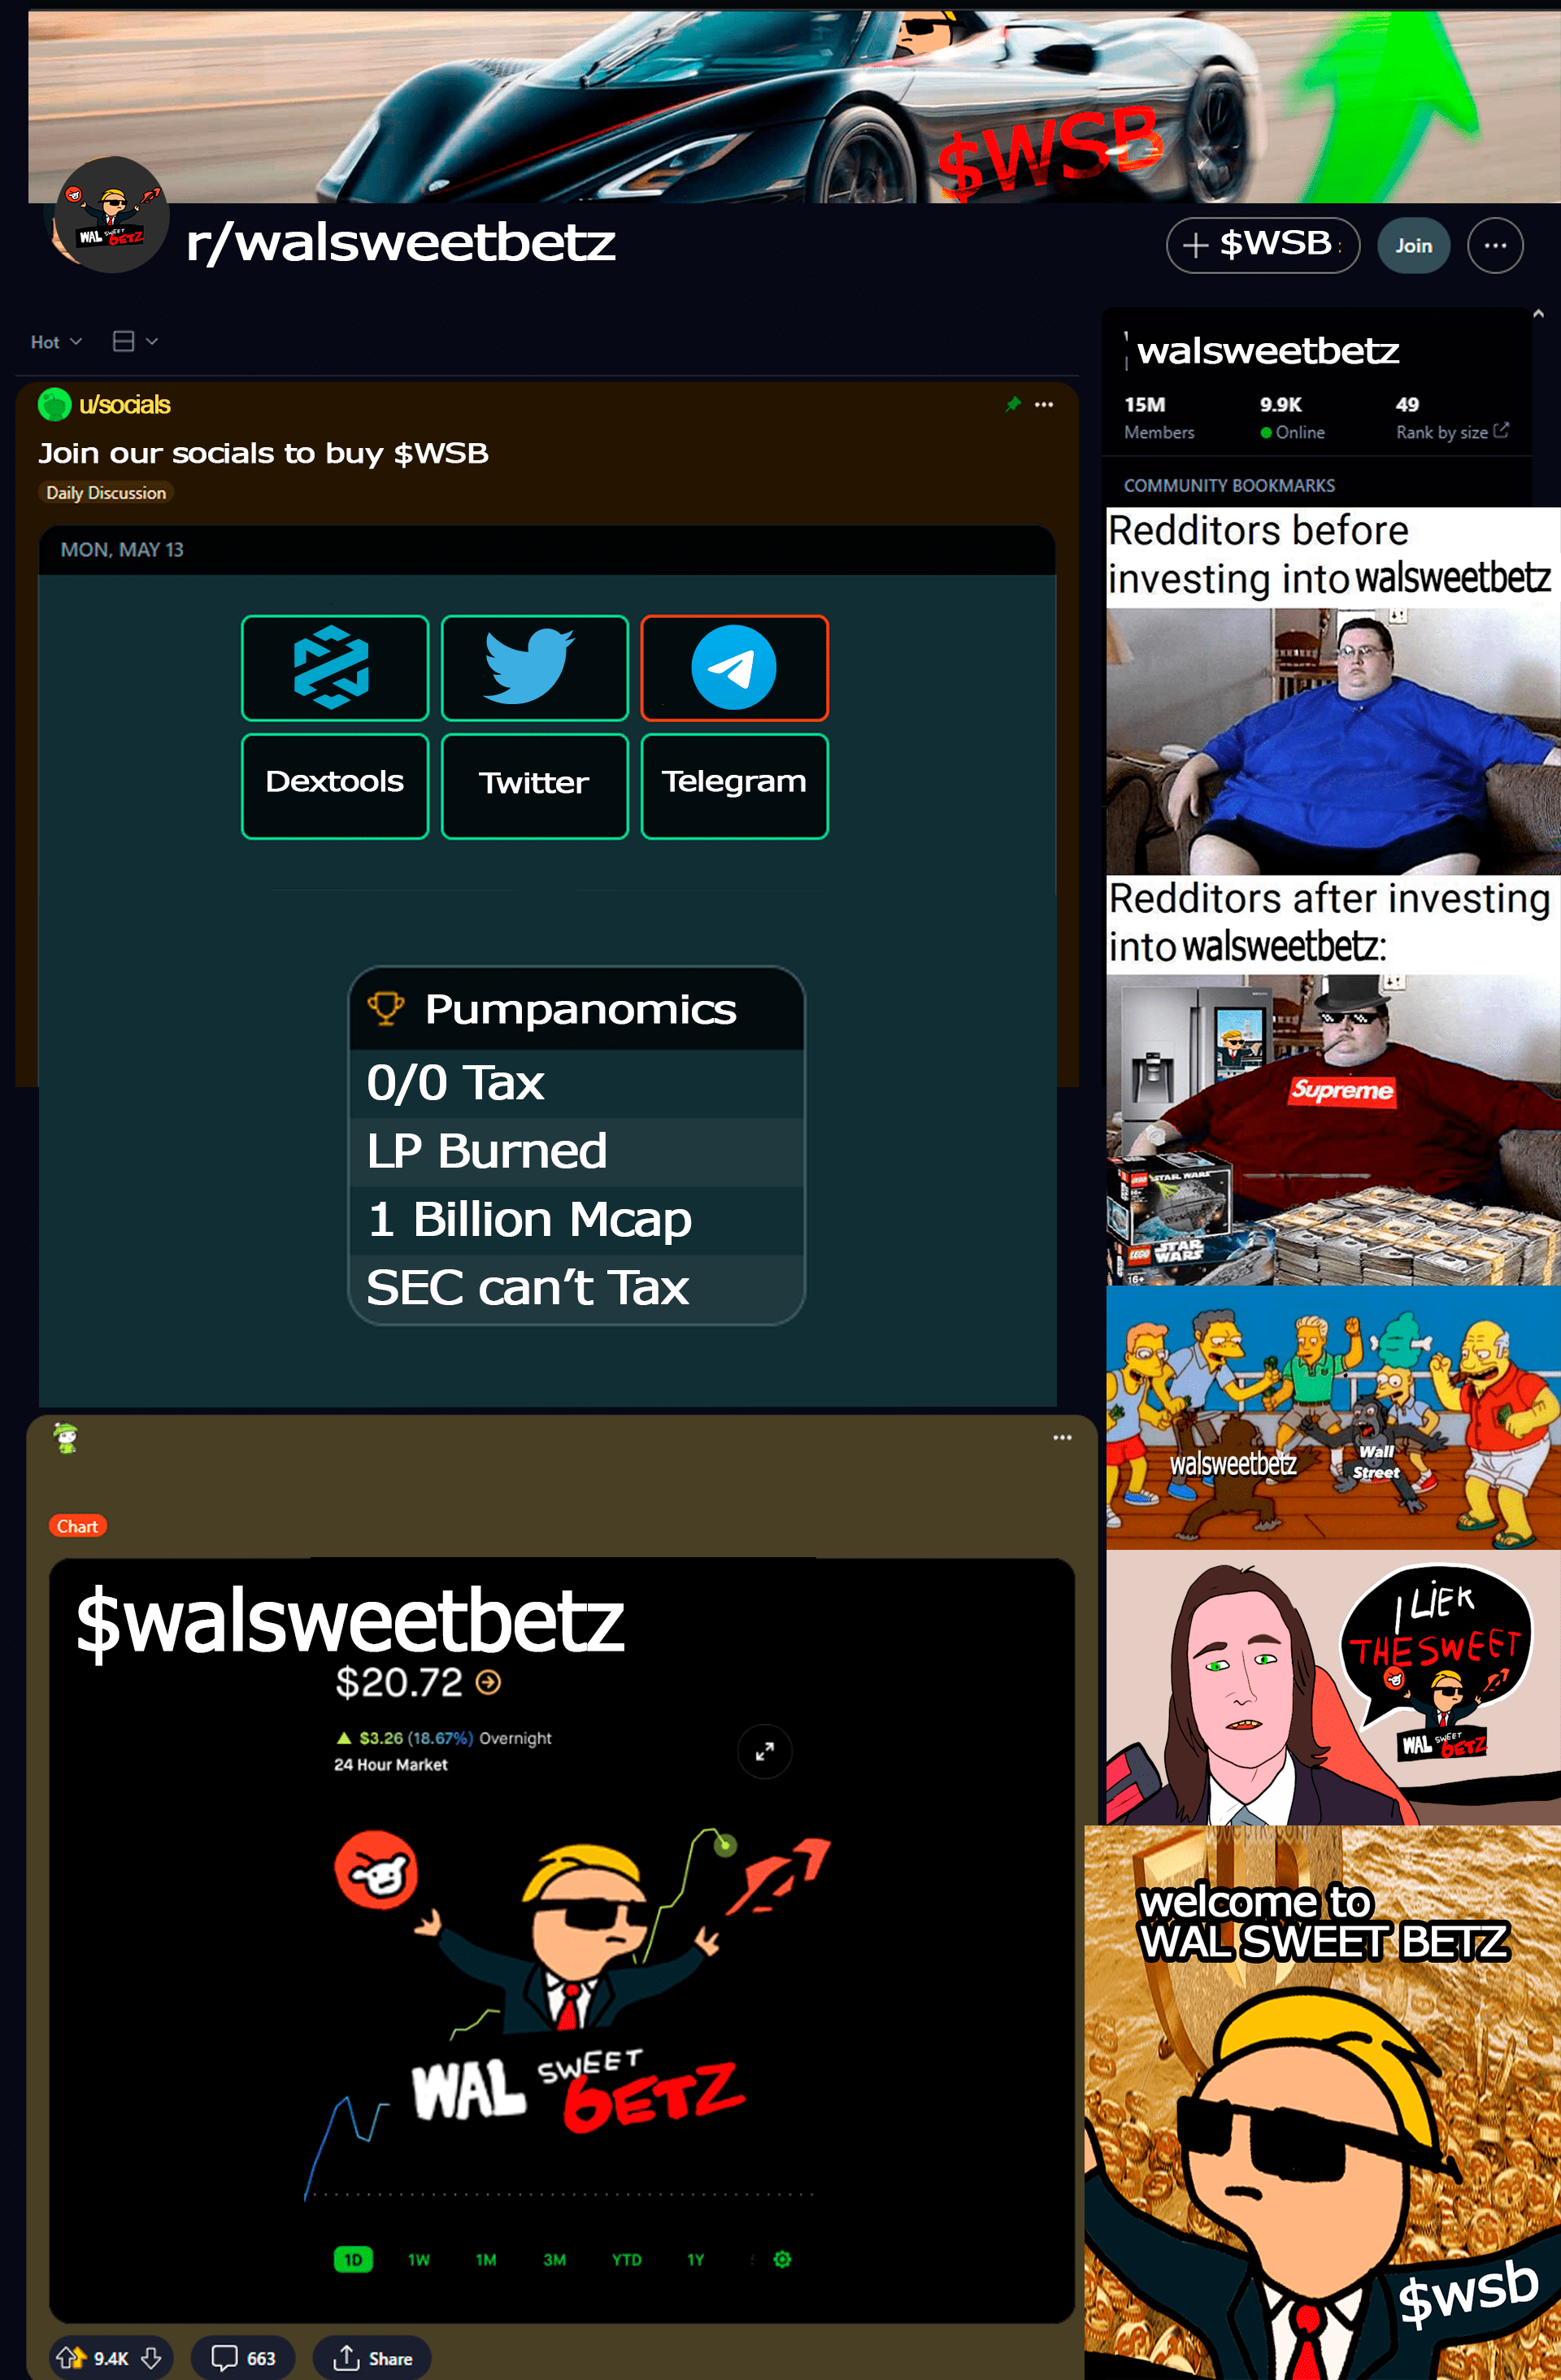 $WSB
WAL SWEET BETZ
r/walsweetbetz
$WSB
Join
Hot
u/socials
Join our socials to buy $WSB
Daily Discussion
MON, MAY 13
Dextools
Twitter
Telegram
Pumpanomics
0/0 Tax
LP Burned
1 Billion Mcap
SEC can't Tax
Chart
$walsweetbetz
$20.72
$3.26 (18.67%) Overnight
24 Hour Market
WAL SWEET BETZ
1D 1W 1M 3M YTD 1Y
9.4K
663
Share
walsweetbetz
15M 9.9K 49
Members Online Rank by size
COMMUNITY BOOKMARKS
Redditors before
investing into walsweetbetz
Redditors after investing
into walsweetbetz:
Supreme
LEGO STAR WARS
LEGO STAR
WARS
16+
walsweetbetz
Wall
Street
I LIEK
THE SWEET
WAL SWEET BETZ
welcome to
WAL SWEET BETZ
$wsb